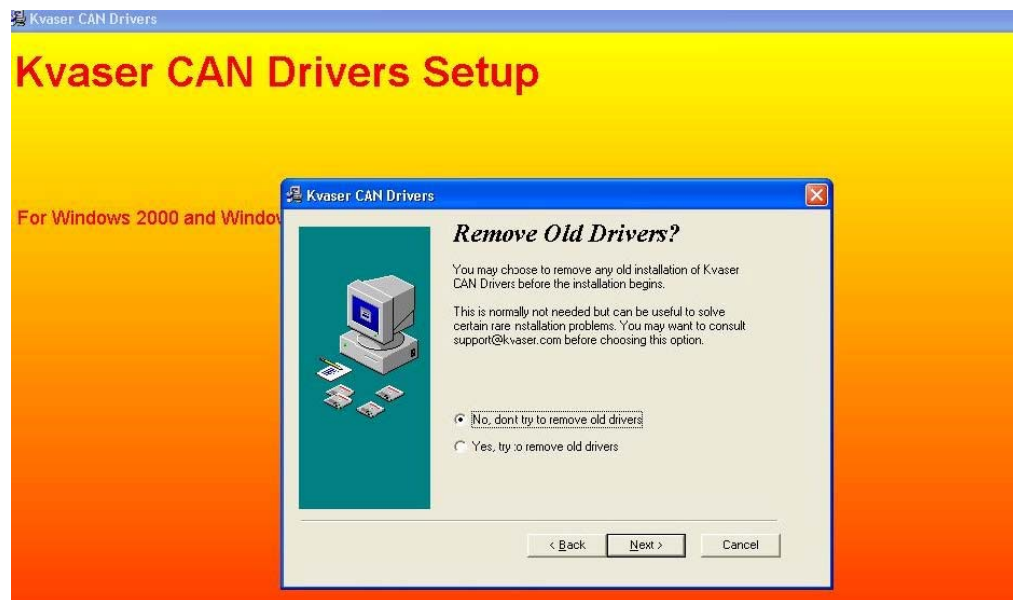 Kvaser CAN Drivers
Kvaser CAN Drivers Setup
For Windows 2000 and Window
Kvaser CAN Drivers
Remove Old Drivers?
You may choose to remove any old installation of Kvaser
CAN Drivers before the installation begins.
This is normally not needed but can be useful to solve
certain rare nstallation problems. You may want to consult
support@kvaser.com before choosing this option.
No, dont try to remove old drivers
Yes, try :o remove old drivers
< Back
Next >
Cancel